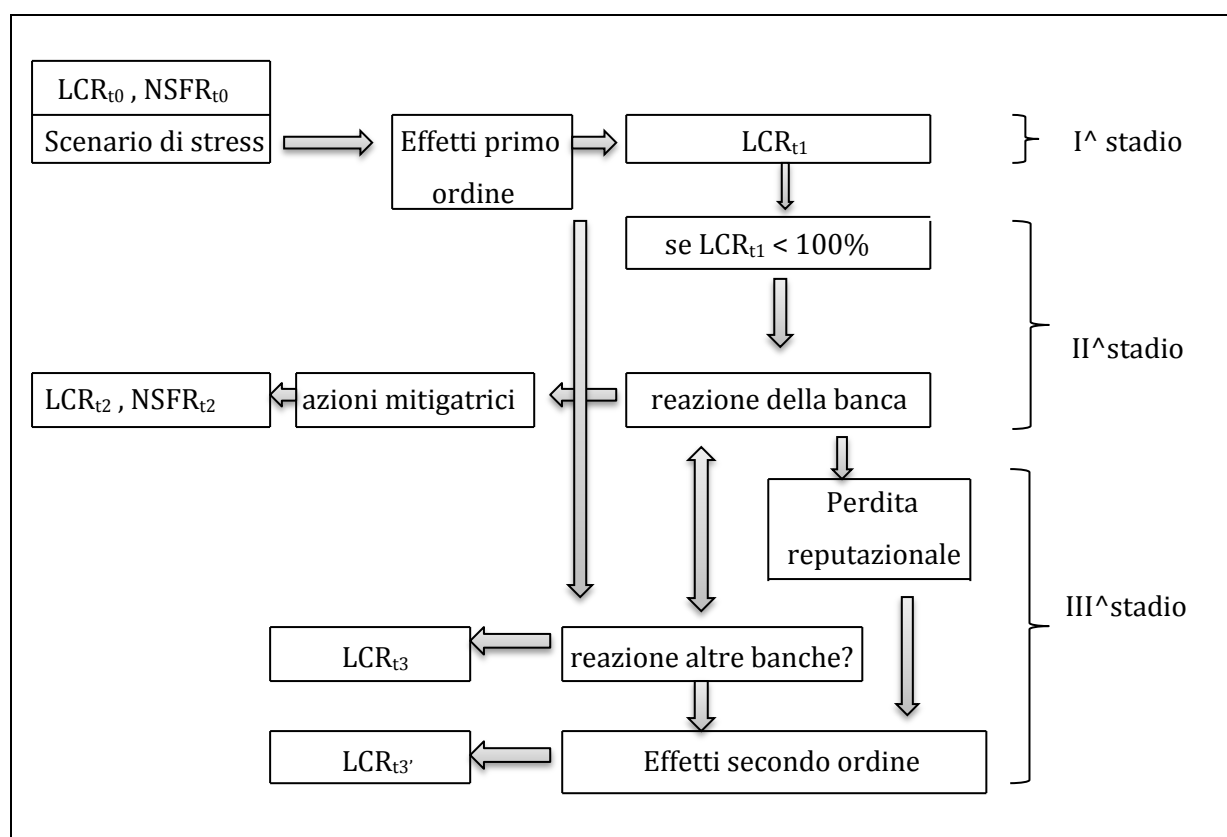 LCRt0 , NSFRt0
Scenario di stress
Effetti primo
ordine
LCRt1
I^ stadio
se LCRt1 < 100%
II^stadio
LCRt2 , NSFRt2
azioni mitigatrici
reazione della banca
Perdita
reputazionale
III^stadio
LCRt3
reazione altre banche?
LCRt3'
Effetti secondo ordine